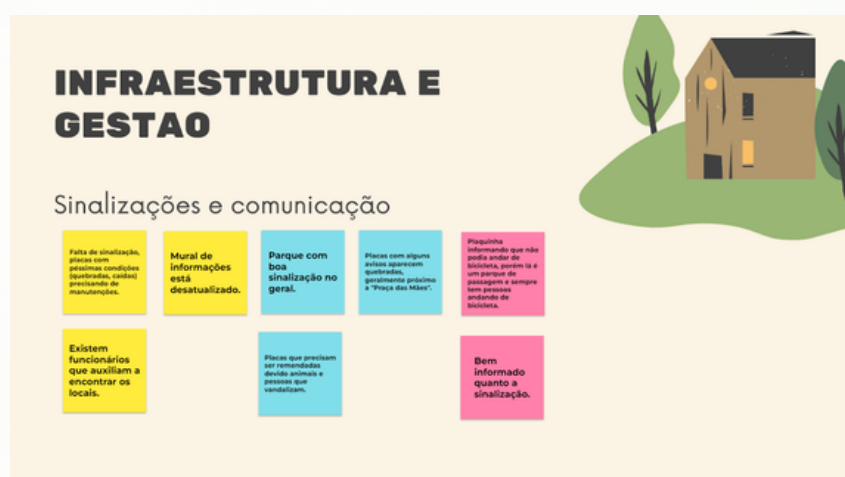 INFRAESTRUTURA E
GESTAO
Sinalizações e comunicação
Falta de sinalização,
placas com
péssimas condições
(quebradas, caídas)
precisando de
manutenções.
Mural de
informações
está
desatualizado.
Parque com
boa
sinalização no
geral.
Placas com alguns
avisos aparecem
quebradas,
geralmente próximo
a "Praça das Mães".
Plaquinha
informando que não
podia andar de
bicicleta, porém lá é
um parque de
passagem e sempre
tem pessoas
andando de
bicicleta.
Existem
funcionários
que auxiliam a
encontrar os
locais.
Placas que precisam
ser remendadas
devido animais e
pessoas que
vandalizam.
Bem
informado
quanto a
sinalização.